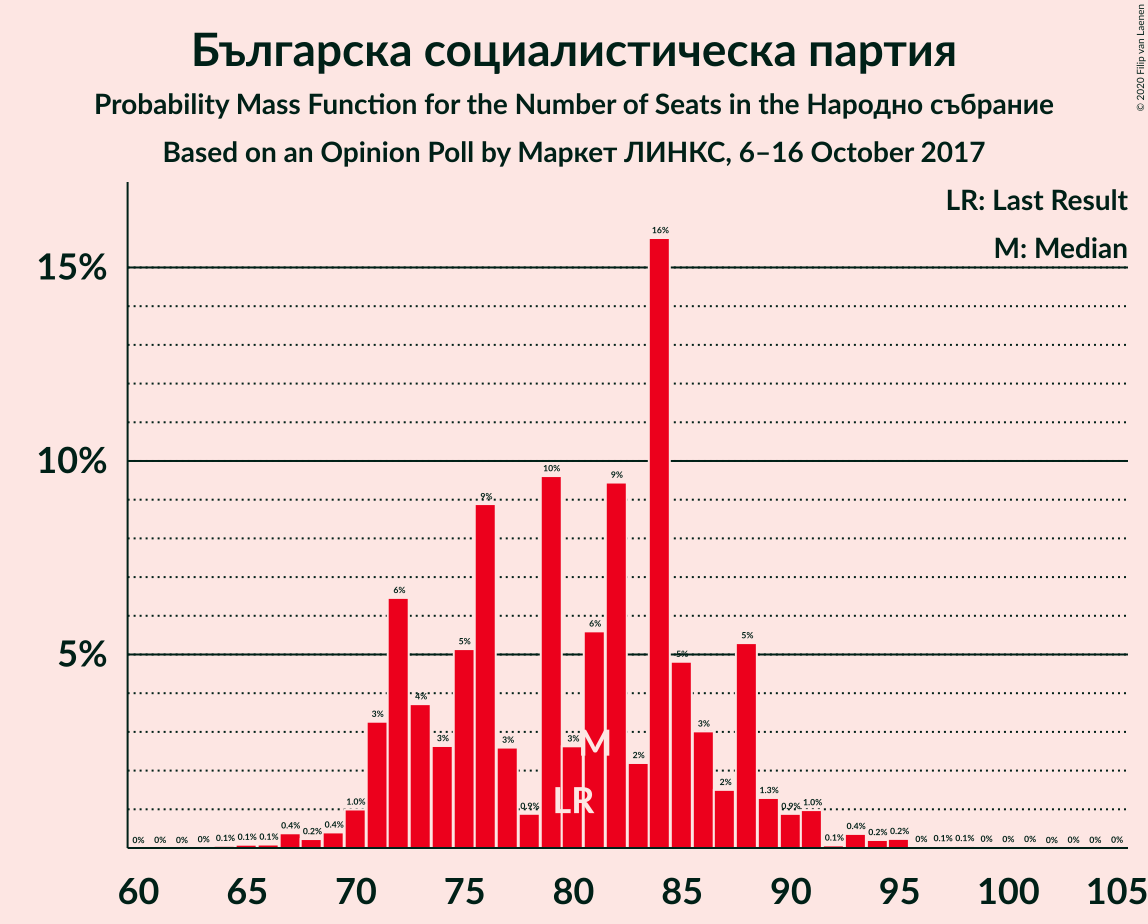 Българска социалистическа партия
Probability Mass Function for the Number of Seats in the Народно събрание
Based on an Opinion Poll by Маркет ЛИНКС, 6–16 October 2017
© 2020 Filip van Laenen
LR: Last Result
M: Median
15%
10%
5%
0% 0% 0% 0% 0.1% 0.1% 0.1% 0.4% 0.2% 0.4% 1.0% 3% 6% 4% 3% 5% 9% 3% 0.9% 10% 3% 6% 9% 2% 16% 5% 3% 2% 5% 1.3% 0.9% 1.0% 0.1% 0.4% 0.2% 0.2% 0% 0.1% 0.1% 0% 0% 0% 0% 0% 0% 0%
M
LR
60 65 70 75 80 85 90 95 100 105